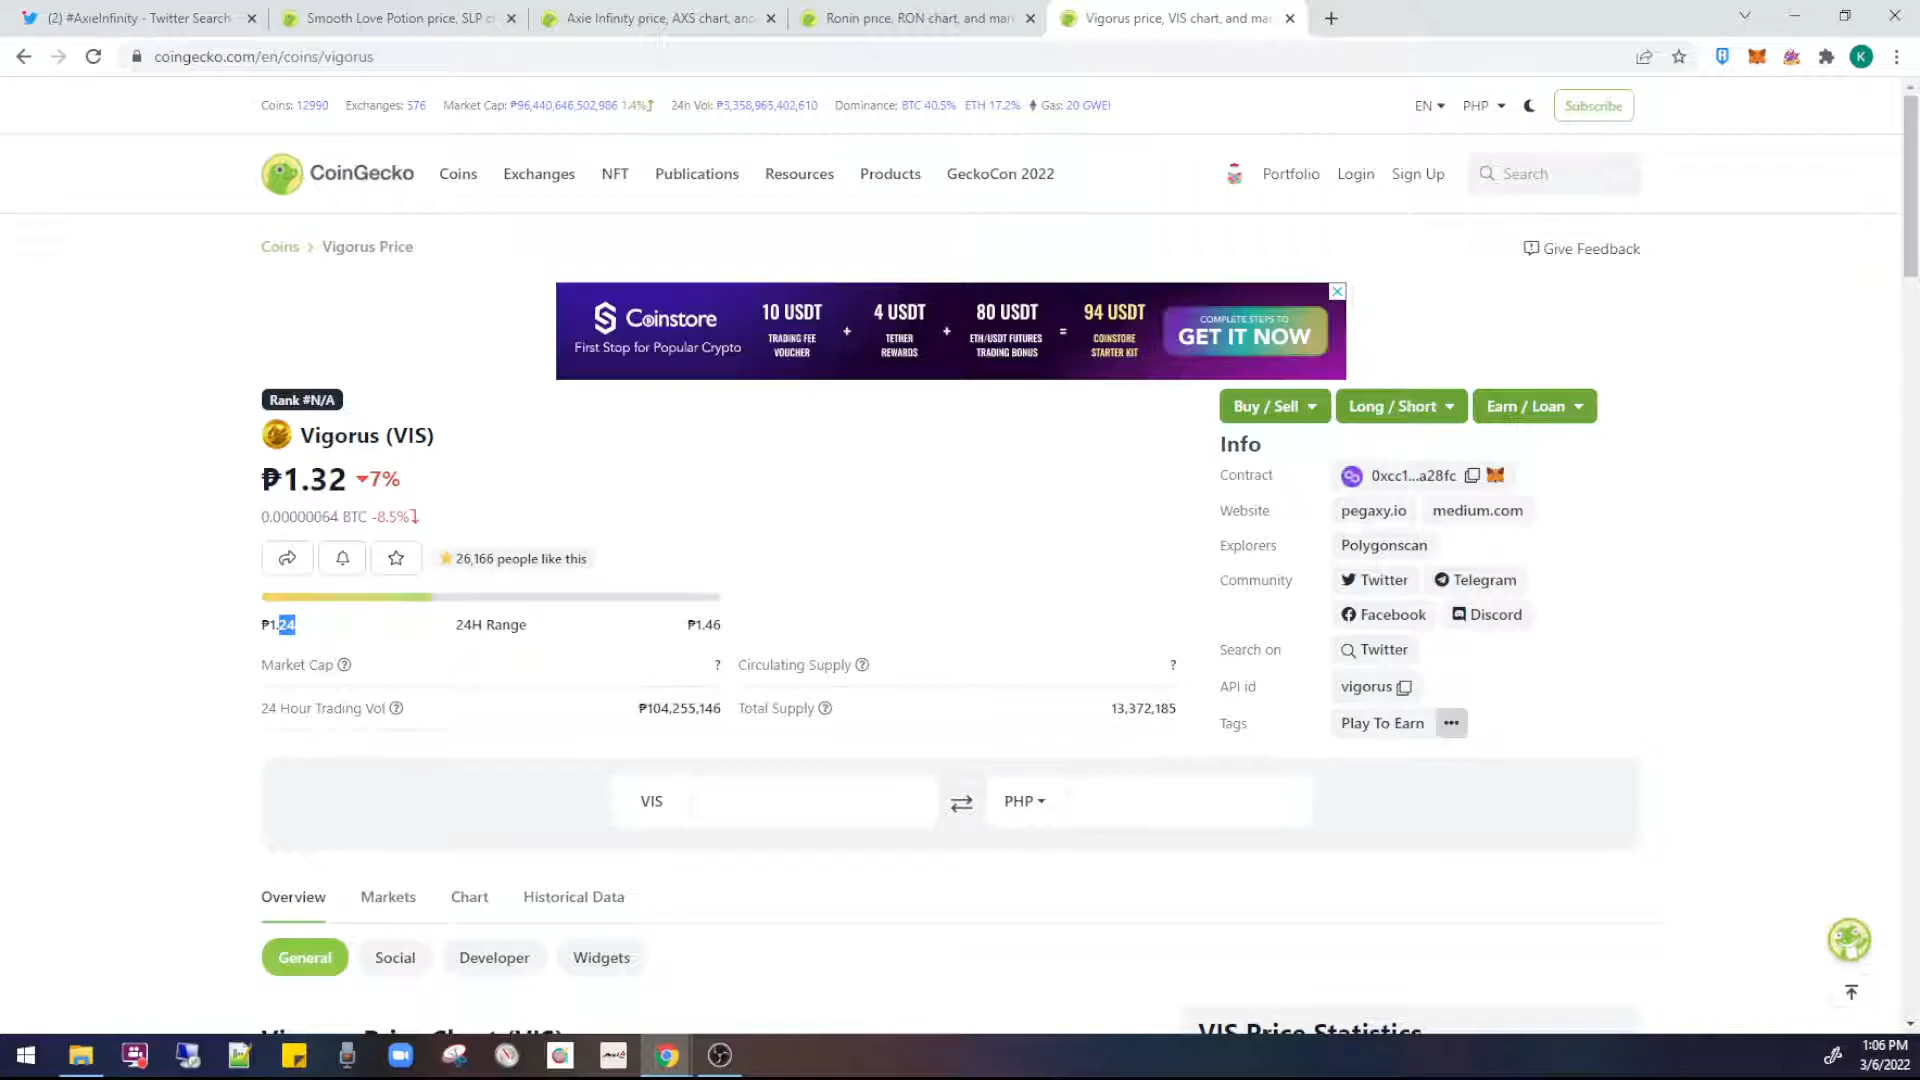 (2) #AxieInfinity - Twitter Search
Smooth Love Potion price, SLP c
Axie Infinity price, AXS chart, and
Ronin price, RON chart, and mar
Vigorus price, VIS chart, and mar
coingecko.com/en/coins/vigorus
K
Coins: 12990 Exchanges: 576 Market Cap: ₱96,440,646,502,986 1.4% 24h Vol: ₱3,358,965,402,610 Dominance: BTC 40.5% ETH 17.2% Gas: 20 GWEI
EN PHP Subscribe
CoinGecko Coins Exchanges NFT Publications Resources Products GeckoCon 2022 Portfolio Login Sign Up Search
Coins > Vigorus Price
Give Feedback
Coinstore
First Stop for Popular Crypto
10 USDT
TRADING FEE
VOUCHER
+
4 USDT
TETHER
REWARDS
+
80 USDT
ETH/USDT FUTURES
TRADING BONUS
=
94 USDT
COINSTORE
STARTER KIT
COMPLETE STEPS TO
GET IT NOW
Rank #N/A
Vigorus (VIS)
₱1.32 7%
0.00000064 BTC -8.5%
26,166 people like this
₱1.24 24H Range ₱1.46
Market Cap ? ?
Circulating Supply ? ?
24 Hour Trading Vol ? ₱104,255,146
Total Supply ? 13,372,185
Buy / Sell Long / Short Earn / Loan
Info
Contract 0xcc1...a28fc
Website pegaxy.io medium.com
Explorers Polygonscan
Community Twitter Telegram
Facebook Discord
Search on Twitter
API id vigorus
Tags Play To Earn •••
VIS PHP
Overview Markets Chart Historical Data
General Social Developer Widgets
Vigorus Price Chart (VIS)
VIS Price Statistics
1:06 PM
3/6/2022